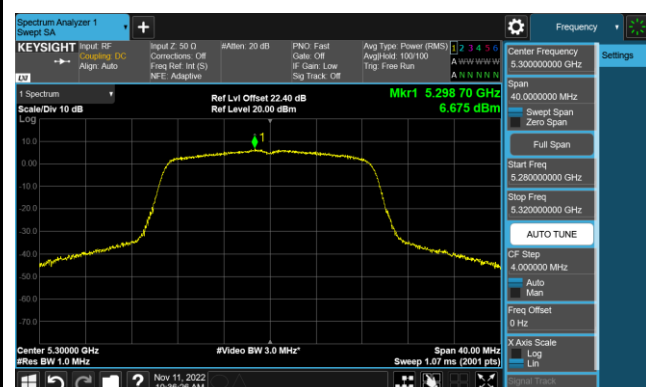 Spectrum Analyzer 1
Swept SA
Frequency
KEYSIGHT
Input: RF
Coupling: DC
Align: Auto
Input Z: 50 Ω
Corrections: Off
Freq Ref: Int (S)
NFE: Adaptive
#Atten: 20 dB
PNO: Fast
Gate: Off
IF Gain: Low
Sig Track: Off
Avg Type: Power (RMS)
Avg|Hold: 100/100
Trig: Free Run
1 2 3 4 5 6
A W W W W W
A N N N N N
LXI
1 Spectrum
Scale/Div 10 dB
Log
Ref Lvl Offset 22.40 dB
Ref Level 20.00 dBm
Mkr1 5.298 70 GHz
6.675 dBm
1
10.0
0.00
-10.0
-20.0
-30.0
-40.0
-50.0
-60.0
-70.0
Center 5.30000 GHz
#Res BW 1.0 MHz
#Video BW 3.0 MHz*
Span 40.00 MHz
Sweep 1.07 ms (2001 pts)
Center Frequency
5.300000000 GHz
Settings
Span
40.0000000 MHz
Swept Span
Zero Span
Full Span
Start Freq
5.280000000 GHz
Stop Freq
5.320000000 GHz
AUTO TUNE
CF Step
4.000000 MHz
Auto
Man
Freq Offset
0 Hz
X Axis Scale
Log
Lin
Signal Track
Nov 11, 2022